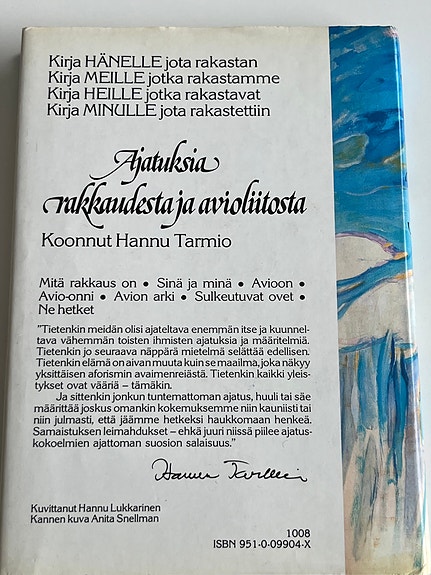 Kirja HÄNELLE jota rakastan
Kirja MEILLE jotka rakastamme
Kirja HEILLE jotka rakastavat
Kirja MINULLE jota rakastettiin
Ajatuksia
rakkaudesta ja avioliitosta
Koonnut Hannu Tarmio
Mitä rakkaus on • Sinä ja minä • Avioon •
Avio-onni • Avion arki • Sulkeutuvat ovet •
Ne hetket
"Tietenkin meidän olisi ajateltava enemmän itse ja kuunnel-
tava vähemmän toisten ihmisten ajatuksia ja määritelmiä.
Tietenkin jo seuraava näppärä mietelmä selättää edellisen.
Tietenkin elämä on aivan muuta kuin se maailma, joka näkyy
yksittäisen aforismin avaimenreiästä. Tietenkin kaikki yleis-
tykset ovat vääriä – tämäkin.
Ja sittenkin jonkun tuntemattoman ajatus, huuli tai säe
määrittää joskus omankin kokemuksemme niin kauniisti tai
niin julmasti, että jäämme hetkeksi haukkomaan henkeä.
Samaistuksen leimahdukset – ehkä juuri niissä piilee ajatus-
kokoelmien ajattoman suosion salaisuus."
Hannu Tarmio
Kuvittanut Hannu Lukkarinen
Kannen kuva Anita Snellman
1008
ISBN 951-0-09904-X